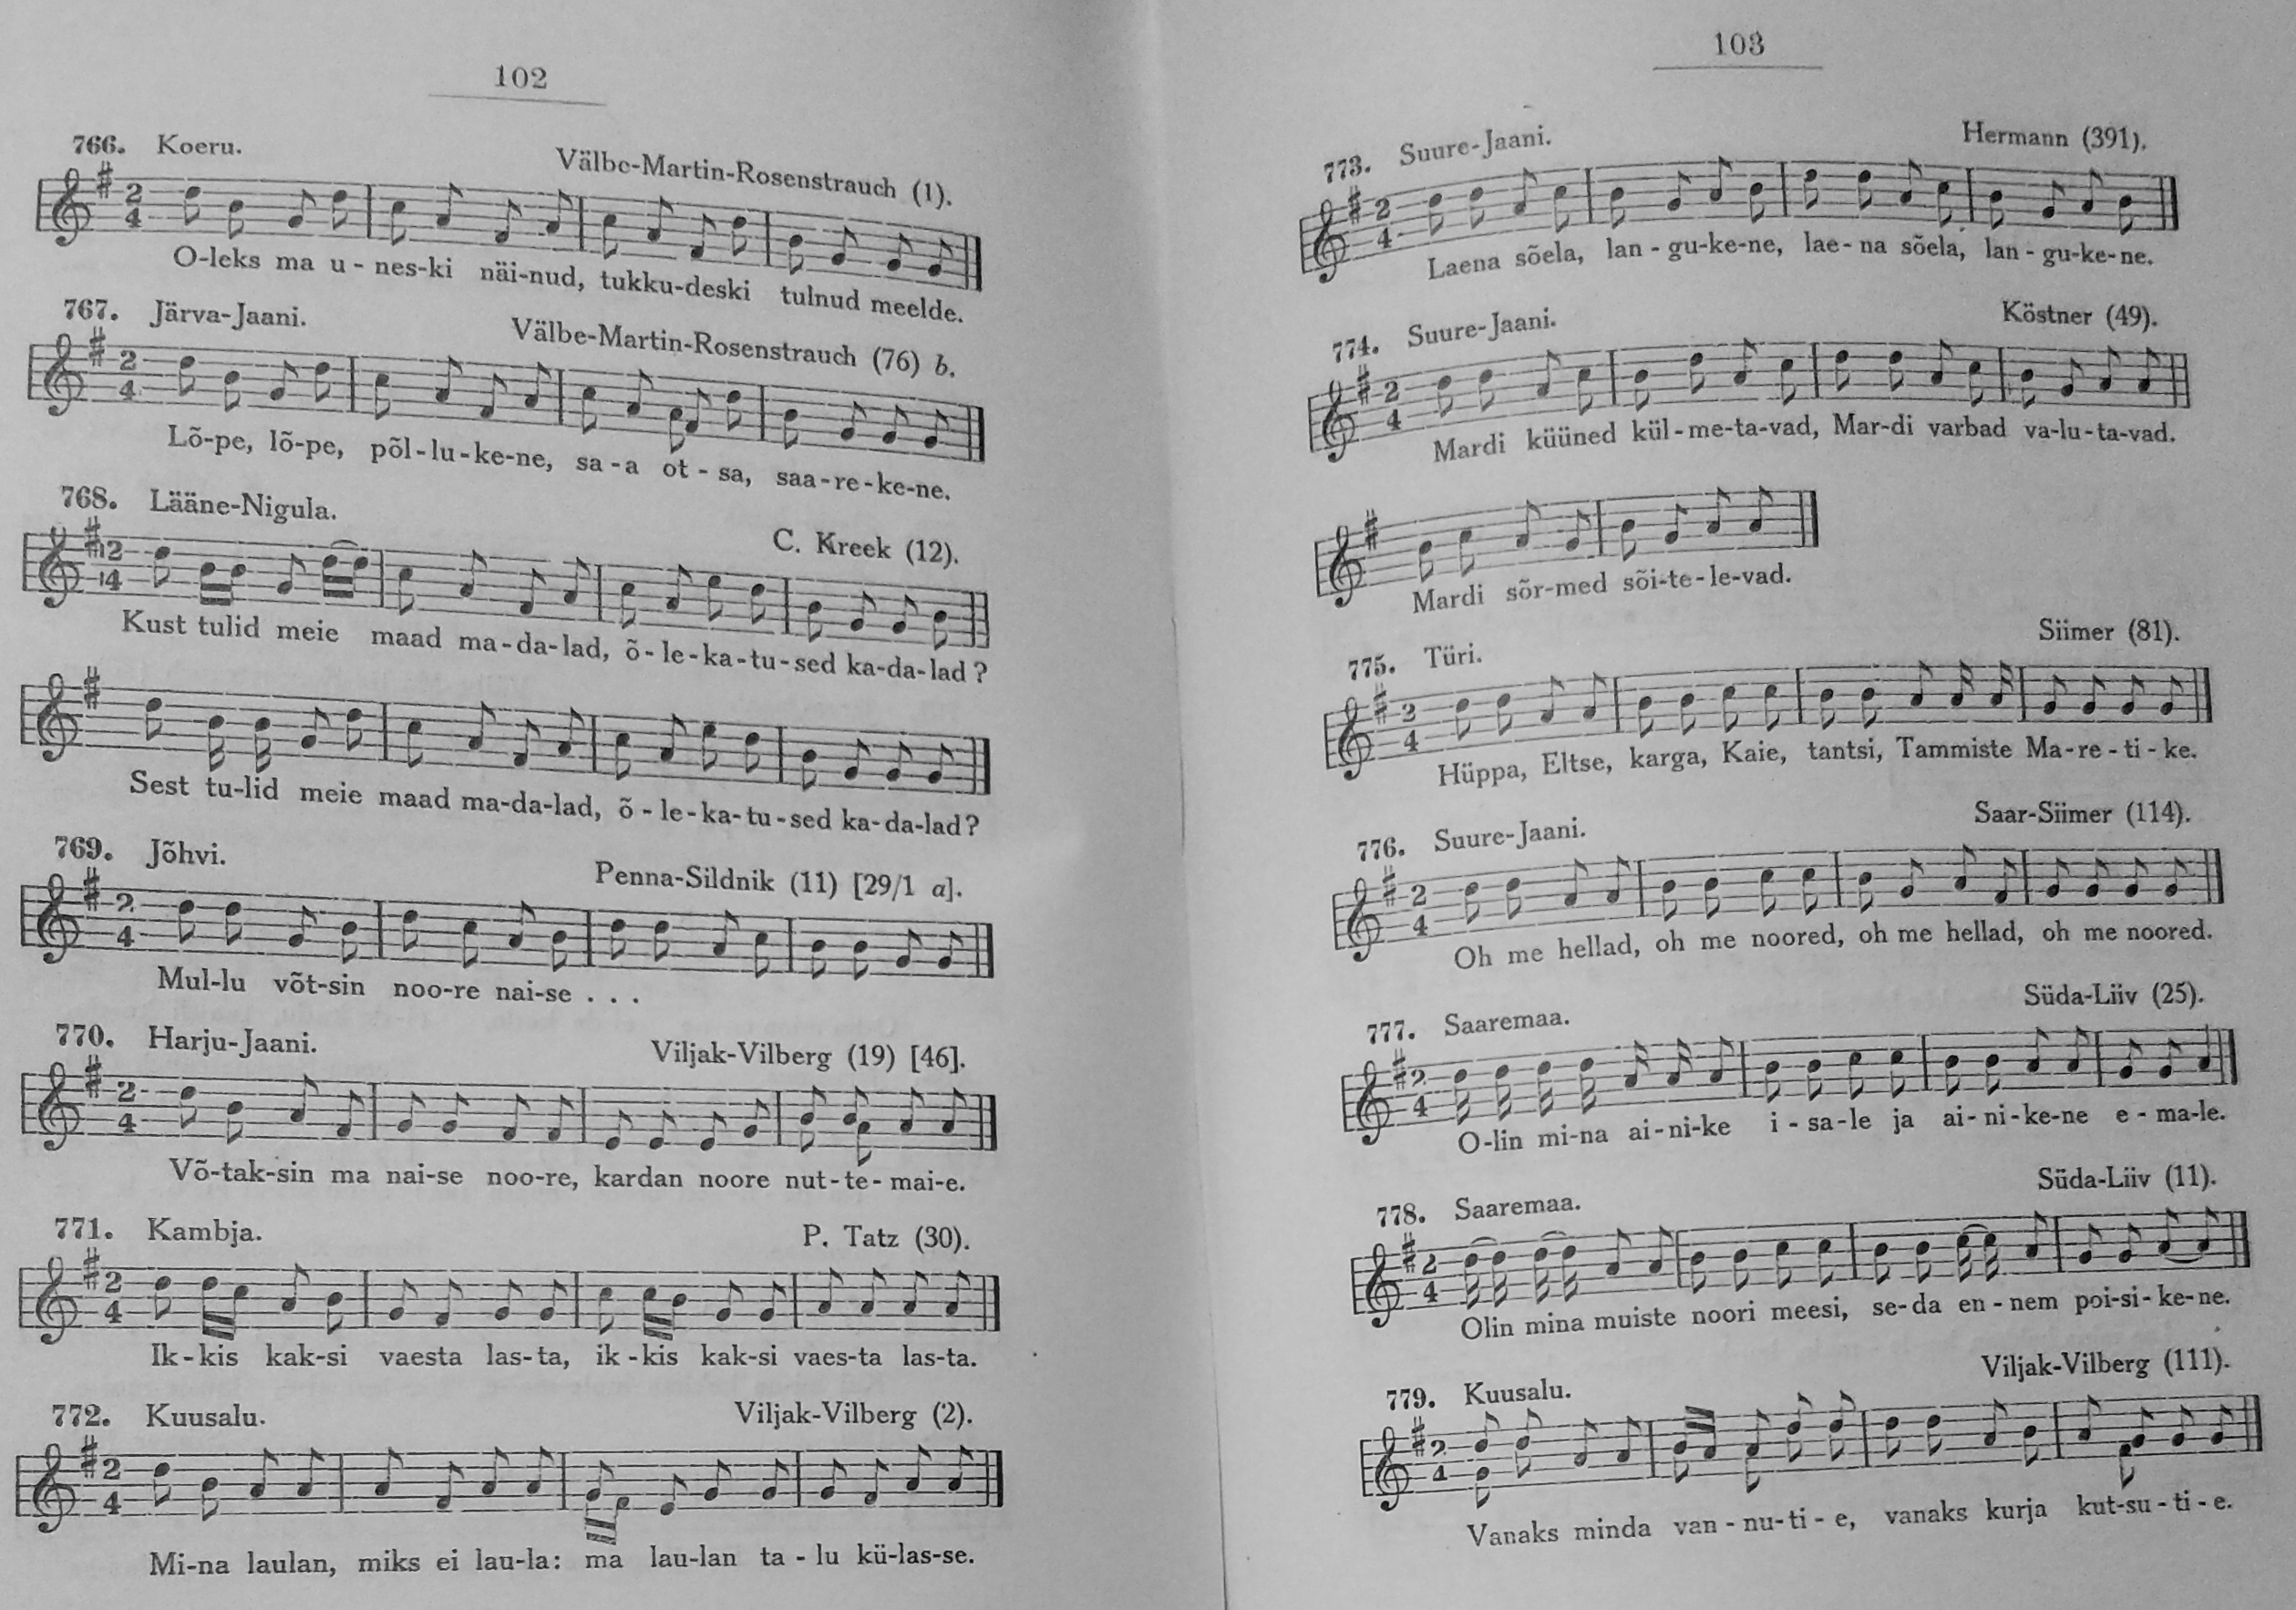 102
766. Koeru.
Välbe-Martin-Rosenstrauch (1).
2
4
O-leks ma u - nes-ki näi-nud, tukku-deski tulnud meelde.
767. Järva-Jaani.
Välbe-Martin-Rosenstrauch (76) b.
2
4
Lõ-pe, lõ-pe, põl-lu-ke-ne, sa-a ot-sa, saa-re-ke-ne.
768. Lääne-Nigula.
C. Kreek (12).
2
4
Kust tulid meie maad ma-da-lad, õ-le-ka-tu-sed ka-da-lad?
Sest tu-lid meie maad ma-da-lad, õ-le-ka-tu-sed ka-da-lad?
769. Jõhvi.
Penna-Sildnik (11) [29/1 a].
2
4
Mul-lu võt-sin noo-re nai-se . . .
770. Harju-Jaani.
Viljak-Vilberg (19) [46].
2
4
Võ-tak-sin ma nai-se noo-re, kardan noore nut-te-mai-e.
771. Kambja.
P. Tatz (30).
2
4
Ik-kis kak-si vaesta las-ta, ik-kis kak-si vaes-ta las-ta.
772. Kuusalu.
Viljak-Vilberg (2).
2
4
Mi-na laulan, miks ei lau-la: ma lau-lan ta - lu kü-las-se.
103
773. Suure-Jaani.
Hermann (391).
2
4
Laena sõela, lan - gu-ke-ne, lae-na sõela, lan - gu-ke-ne.
774. Suure-Jaani.
Köstner (49).
2
4
Mardi küüned kül-me-ta-vad, Mar-di varbad va-lu-ta-vad.
Mardi sõr-med sõi-te-le-vad.
775. Türi.
Siimer (81).
2
4
Hüppa, Eltse, karga, Kaie, tantsi, Tammiste Ma-re-ti-ke.
776. Suure-Jaani.
Saar-Siimer (114).
2
4
Oh me hellad, oh me noored, oh me hellad, oh me noored.
777. Saaremaa.
Süda-Liiv (25).
2
4
O-lin mi-na ai-ni-ke i - sa-le ja ai-ni-ke-ne e - ma-le.
778. Saaremaa.
Süda-Liiv (11).
2
4
Olin mina muiste noori meesi, se-da en-nem poi-si-ke-ne.
779. Kuusalu.
Viljak-Vilberg (111).
2
4
Vanaks minda van - nu-ti - e, vanaks kurja kut-su-ti-e.